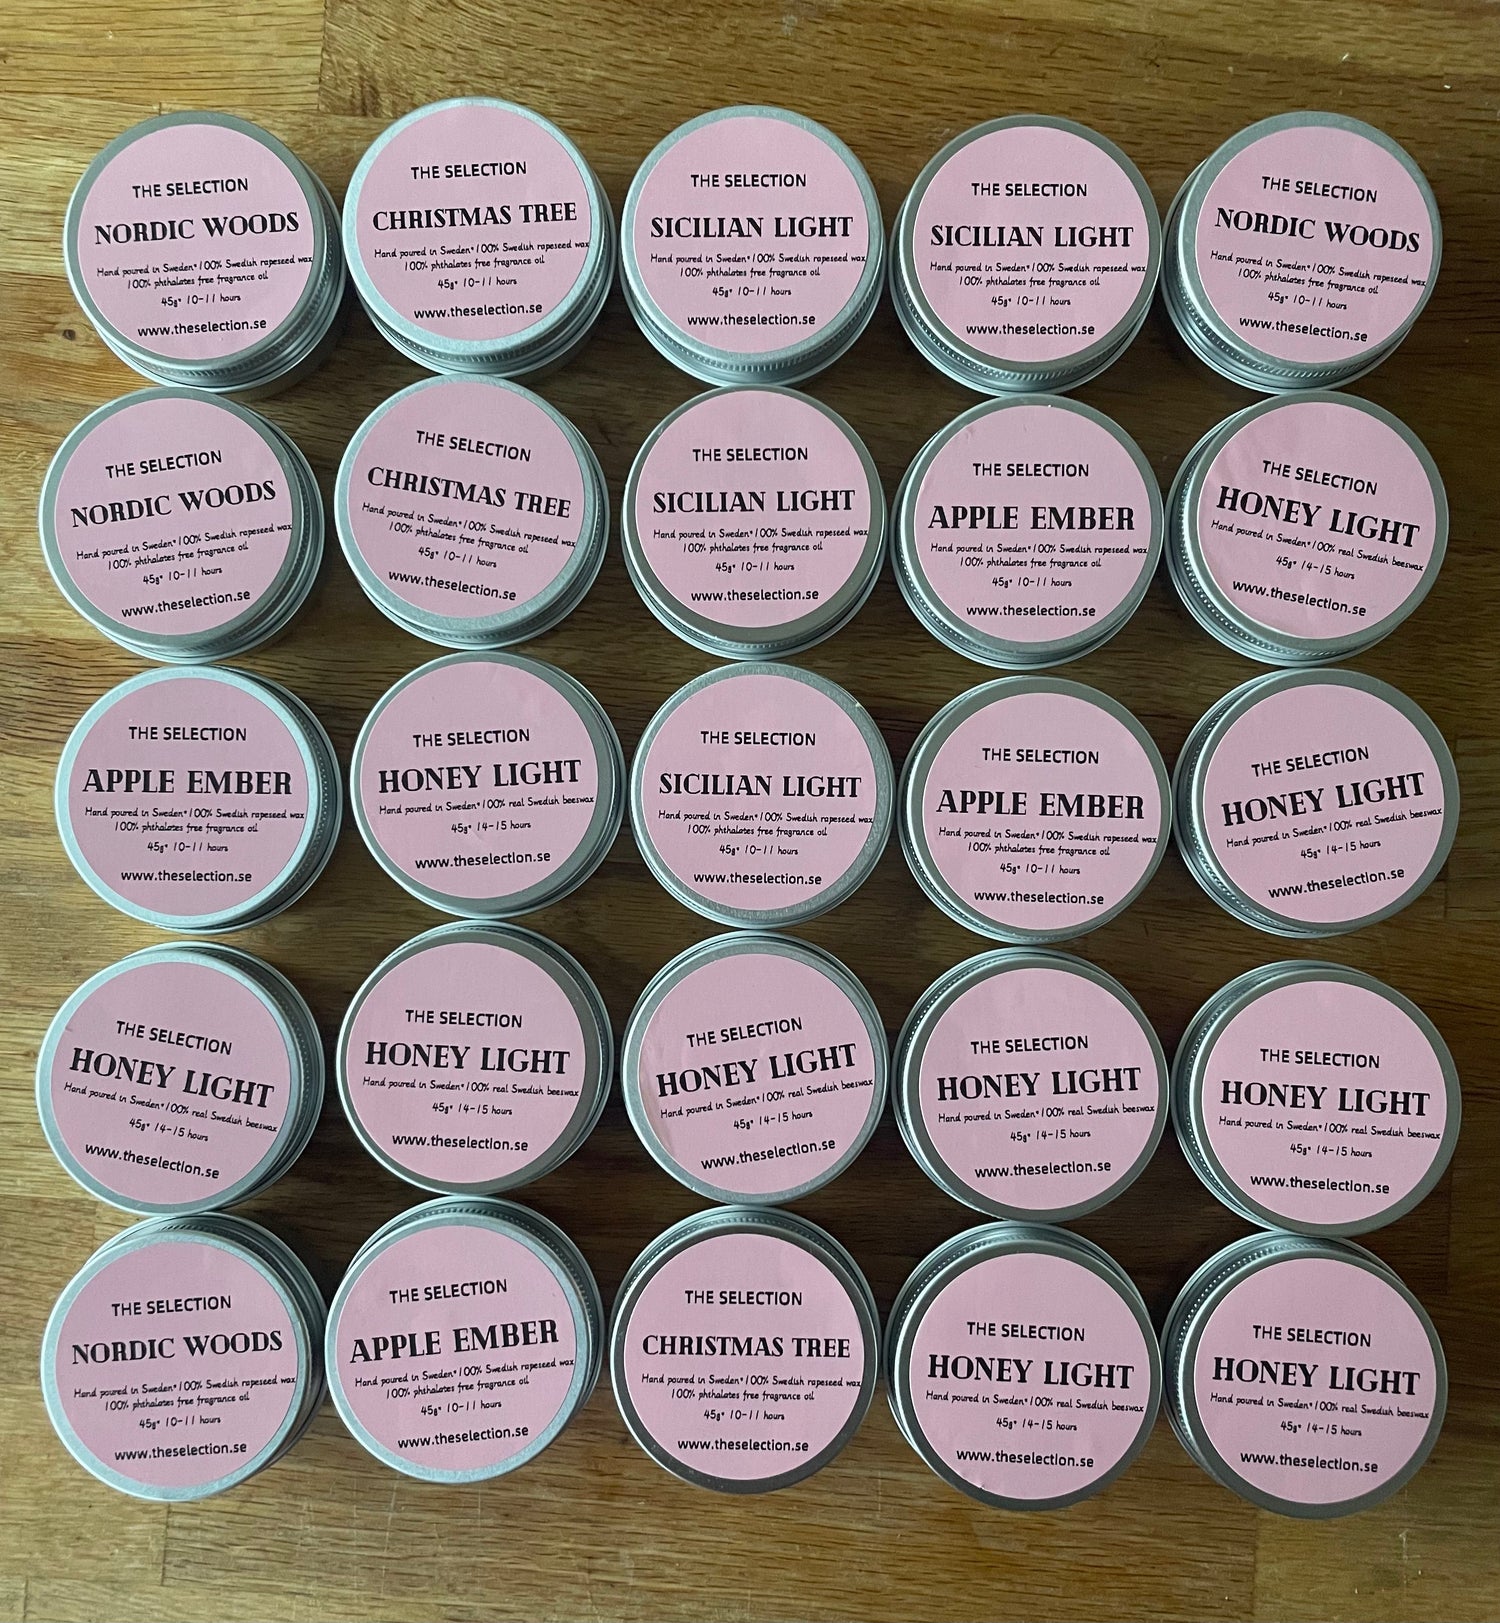 THE SELECTION
NORDIC WOODS
Hand poured in Sweden*100% Swedish rapeseed wax
100% phthalates free fragrance oil
45g* 10-11 hours
www.theselection.se
THE SELECTION
CHRISTMAS TREE
Hand poured in Sweden*100% Swedish rapeseed wax
100% phthalates free fragrance oil
45g* 10-11 hours
www.theselection.se
THE SELECTION
SICILIAN LIGHT
Hand poured in Sweden*100% Swedish rapeseed wax
100% phthalates free fragrance oil
45g* 10-11 hours
www.theselection.se
THE SELECTION
SICILIAN LIGHT
Hand poured in Sweden*100% Swedish rapeseed wax
100% phthalates free fragrance oil
45g* 10-11 hours
www.theselection.se
THE SELECTION
NORDIC WOODS
Hand poured in Sweden*100% Swedish rapeseed wax
100% phthalates free fragrance oil
45g* 10-11 hours
www.theselection.se
THE SELECTION
NORDIC WOODS
Hand poured in Sweden*100% Swedish rapeseed wax
100% phthalates free fragrance oil
45g* 10-11 hours
www.theselection.se
THE SELECTION
CHRISTMAS TREE
Hand poured in Sweden*100% Swedish rapeseed wax
100% phthalates free fragrance oil
45g* 10-11 hours
www.theselection.se
THE SELECTION
SICILIAN LIGHT
Hand poured in Sweden*100% Swedish rapeseed wax
100% phthalates free fragrance oil
45g* 10-11 hours
www.theselection.se
THE SELECTION
APPLE EMBER
Hand poured in Sweden*100% Swedish rapeseed wax
100% phthalates free fragrance oil
45g* 10-11 hours
www.theselection.se
THE SELECTION
HONEY LIGHT
Hand poured in Sweden*100% real Swedish beeswax
45g* 14-15 hours
www.theselection.se
THE SELECTION
APPLE EMBER
Hand poured in Sweden*100% Swedish rapeseed wax
100% phthalates free fragrance oil
45g* 10-11 hours
www.theselection.se
THE SELECTION
HONEY LIGHT
Hand poured in Sweden*100% real Swedish beeswax
45g* 14-15 hours
www.theselection.se
THE SELECTION
SICILIAN LIGHT
Hand poured in Sweden*100% Swedish rapeseed wax
100% phthalates free fragrance oil
45g* 10-11 hours
www.theselection.se
THE SELECTION
APPLE EMBER
Hand poured in Sweden*100% Swedish rapeseed wax
100% phthalates free fragrance oil
45g* 10-11 hours
www.theselection.se
THE SELECTION
HONEY LIGHT
Hand poured in Sweden*100% real Swedish beeswax
45g* 14-15 hours
www.theselection.se
THE SELECTION
HONEY LIGHT
Hand poured in Sweden*100% real Swedish beeswax
45g* 14-15 hours
www.theselection.se
THE SELECTION
HONEY LIGHT
Hand poured in Sweden*100% real Swedish beeswax
45g* 14-15 hours
www.theselection.se
THE SELECTION
HONEY LIGHT
Hand poured in Sweden*100% real Swedish beeswax
45g* 14-15 hours
www.theselection.se
THE SELECTION
HONEY LIGHT
Hand poured in Sweden*100% real Swedish beeswax
45g* 14-15 hours
www.theselection.se
THE SELECTION
HONEY LIGHT
Hand poured in Sweden*100% real Swedish beeswax
45g* 14-15 hours
www.theselection.se
THE SELECTION
NORDIC WOODS
Hand poured in Sweden*100% Swedish rapeseed wax
100% phthalates free fragrance oil
45g* 10-11 hours
www.theselection.se
THE SELECTION
APPLE EMBER
Hand poured in Sweden*100% Swedish rapeseed wax
100% phthalates free fragrance oil
45g* 10-11 hours
www.theselection.se
THE SELECTION
CHRISTMAS TREE
Hand poured in Sweden*100% Swedish rapeseed wax
100% phthalates free fragrance oil
45g* 10-11 hours
www.theselection.se
THE SELECTION
HONEY LIGHT
Hand poured in Sweden*100% real Swedish beeswax
45g* 14-15 hours
www.theselection.se
THE SELECTION
HONEY LIGHT
Hand poured in Sweden*100% real Swedish beeswax
45g* 14-15 hours
www.theselection.se